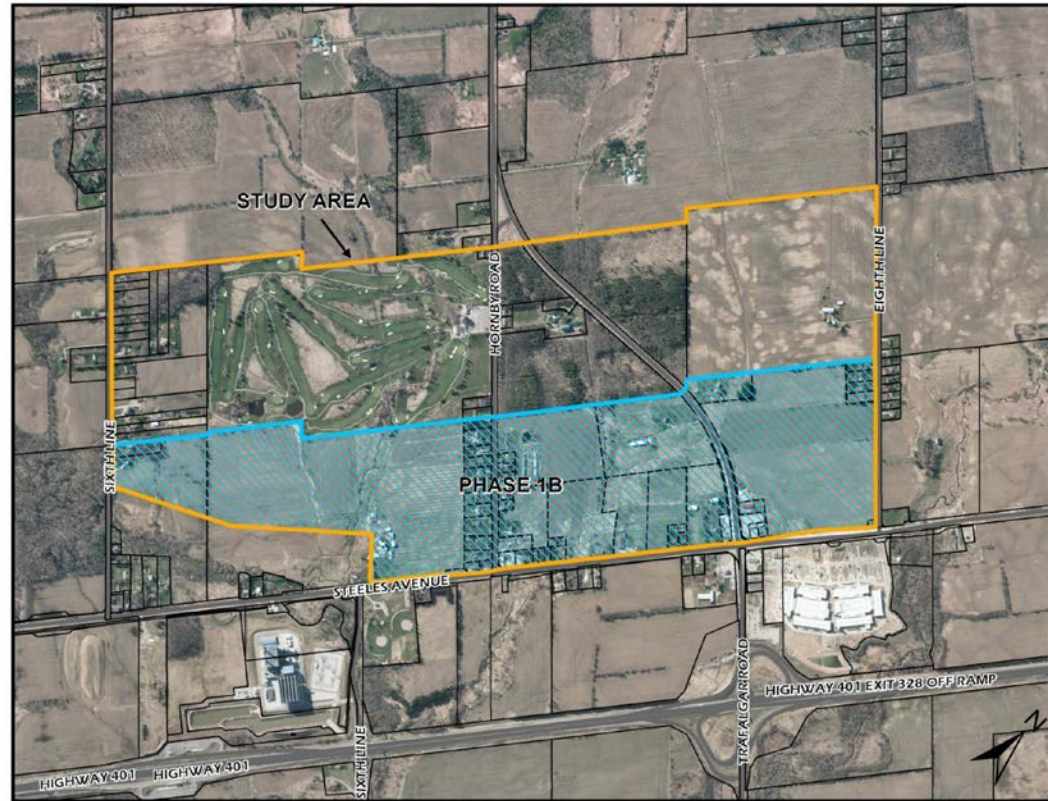 STUDY AREA
HORNBY ROAD
EIGHTH LINE
SIXTH LINE
PHASE 1B
STEELES AVENUE
TRAFALGAR ROAD
HIGHWAY 401 EXIT 328 OFF RAMP
N
HIGHWAY 401 HIGHWAY 401
SIXTH LINE